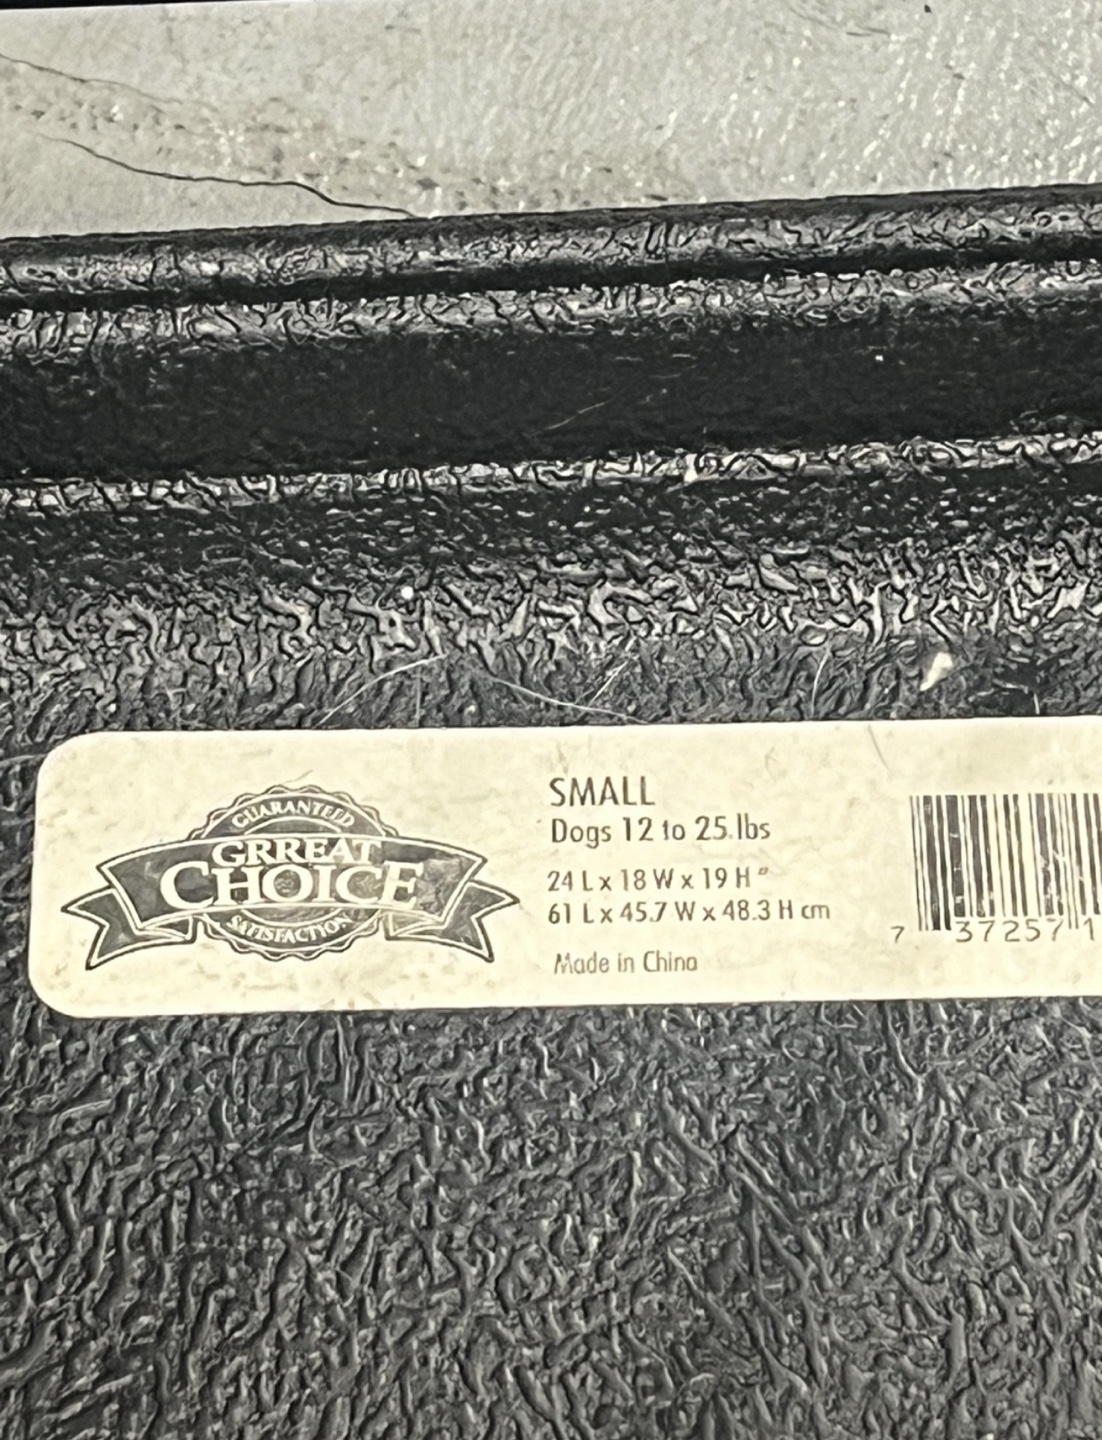 GUARANTEED
GRREAT
CHOICE
SATISFACTION
SMALL
Dogs 12 to 25 lbs
24 L x 18 W x 19 H "
61 L x 45.7 W x 48.3 H cm
Made in China
7 37257 1